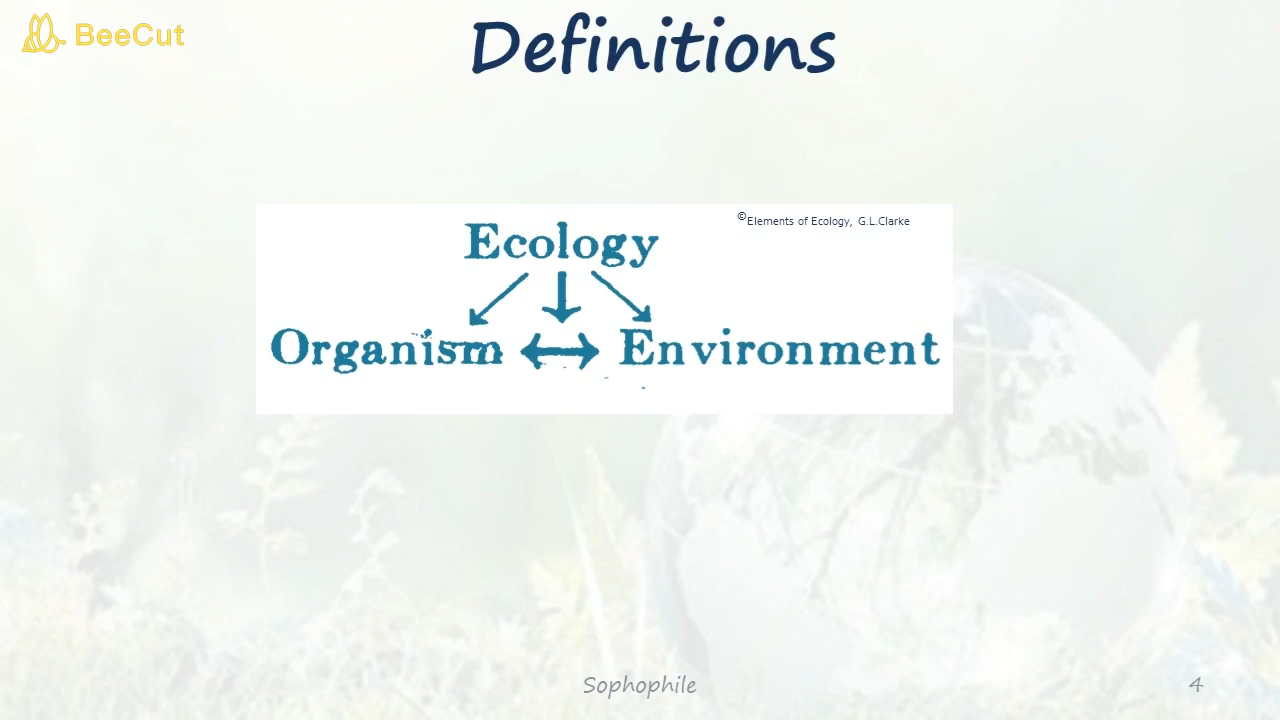 BeeCut
Definitions
©Elements of Ecology, G.L.Clarke
Ecology
Organism Environment
Sophophile
4